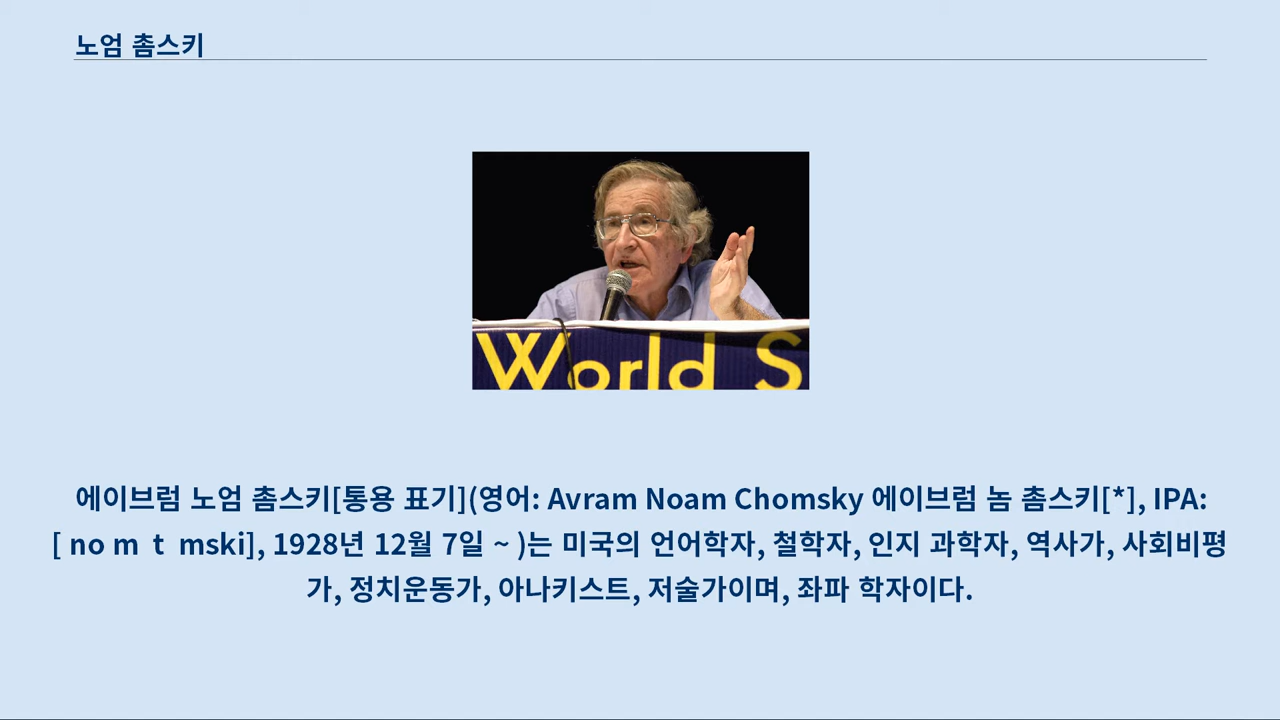 노엄 촘스키
World S
에이브럼 노엄 촘스키[통용 표기](영어: Avram Noam Chomsky 에이브럼 놈 촘스키[*], IPA:
[ no m  t  mski], 1928년 12월 7일 ~ )는 미국의 언어학자, 철학자, 인지 과학자, 역사가, 사회비평
가, 정치운동가, 아나키스트, 저술가이며, 좌파 학자이다.